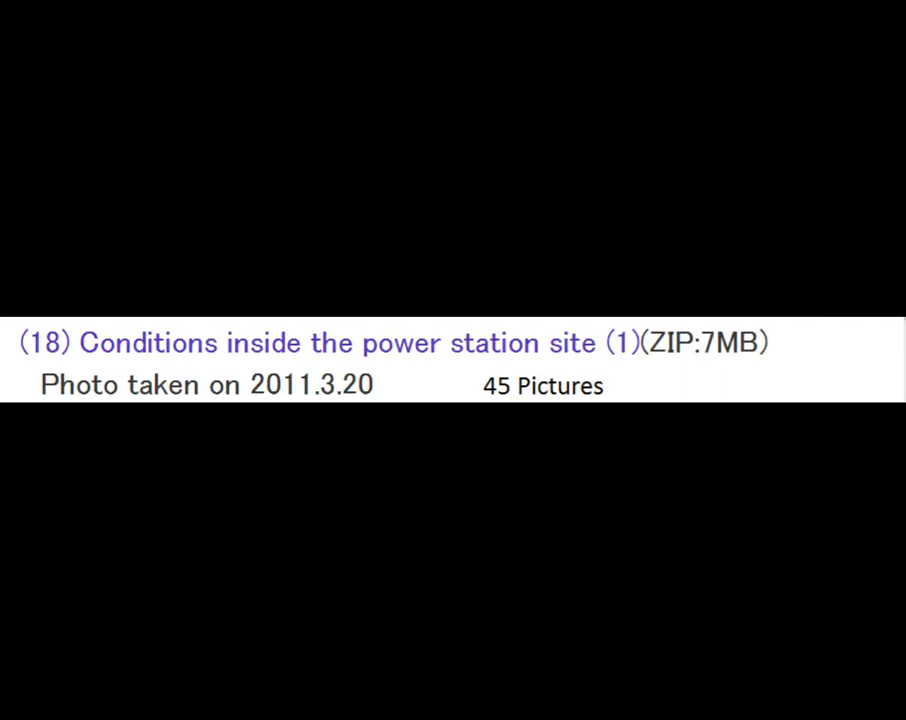 (18) Conditions inside the power station site (1)(ZIP:7MB)
Photo taken on 2011.3.20 45 Pictures